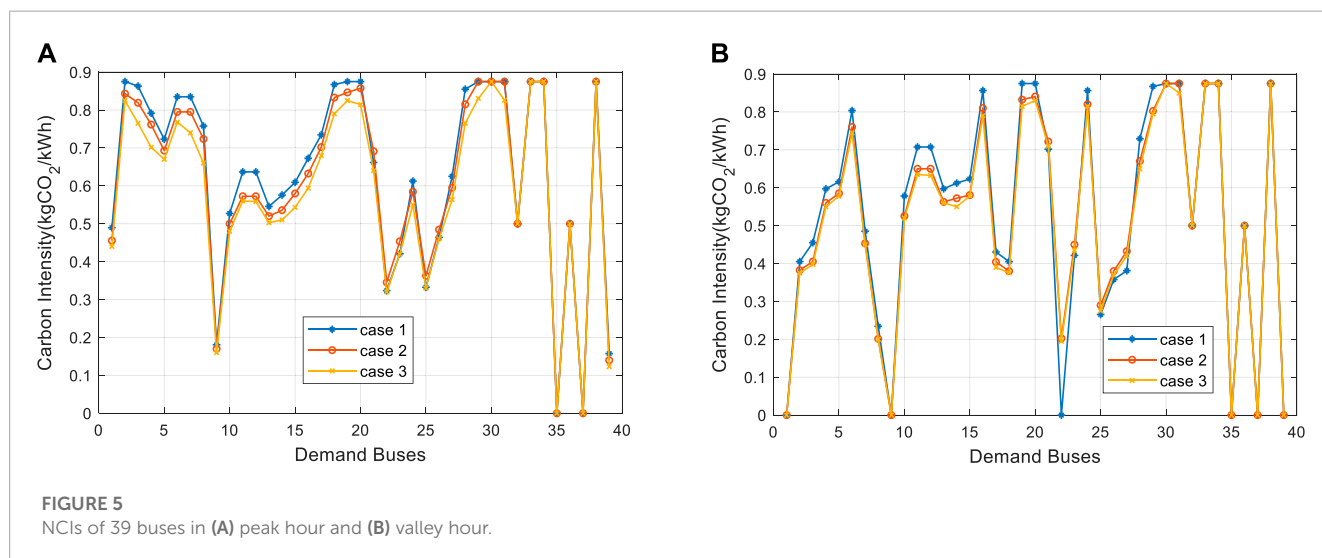 A
0.9
0.8
0.7
0.6
0.5
0.4
0.3
0.2
0.1
0
Carbon Intensity(kgCO2/kWh)
case 1
case 2
case 3
0 5 10 15 20 25 30 35 40
Demand Buses
B
0.9
0.8
0.7
0.6
0.5
0.4
0.3
0.2
0.1
0
Carbon Intensity(kgCO2/kWh)
case 1
case 2
case 3
0 5 10 15 20 25 30 35 40
Demand Buses
FIGURE 5
NCIs of 39 buses in (A) peak hour and (B) valley hour.